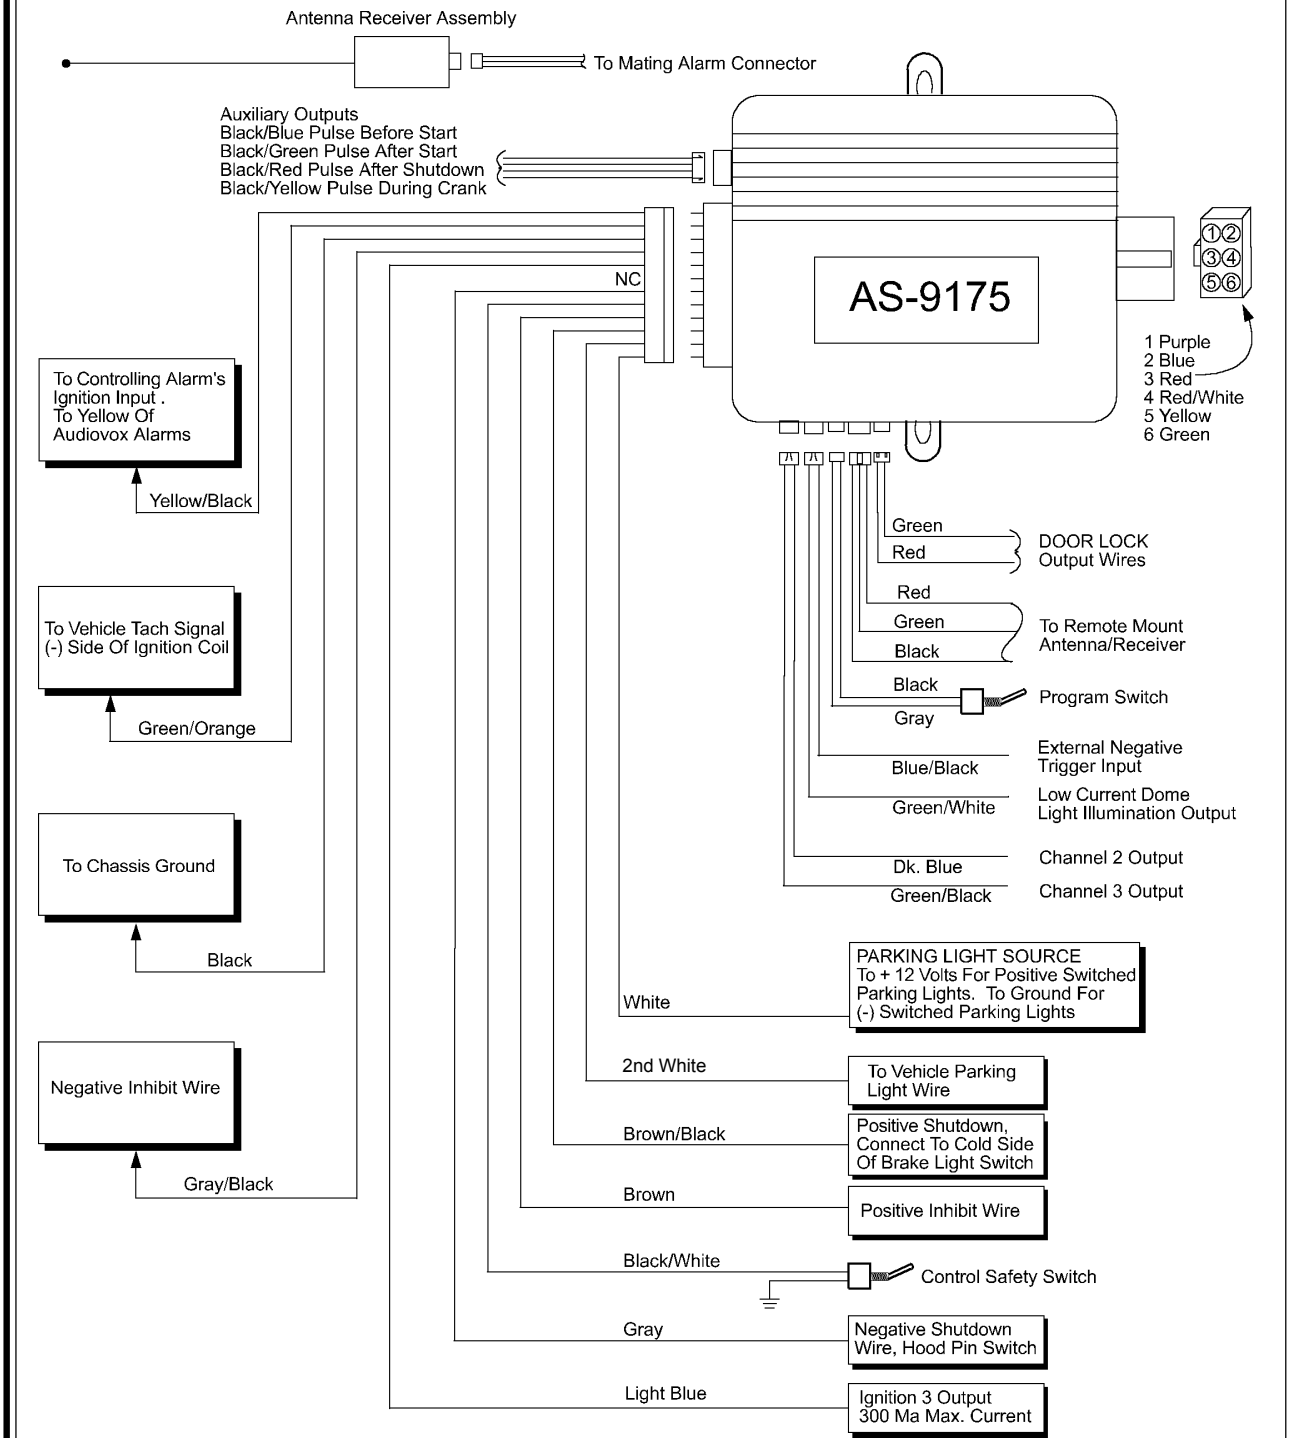 Antenna Receiver Assembly
To Mating Alarm Connector
Auxiliary Outputs
Black/Blue Pulse Before Start
Black/Green Pulse After Start
Black/Red Pulse After Shutdown
Black/Yellow Pulse During Crank
NC
AS-9175
1 2
3 4
5 6
1 Purple
2 Blue
3 Red
4 Red/White
5 Yellow
6 Green
To Controlling Alarm's
Ignition Input .
To Yellow Of
Audiovox Alarms
Yellow/Black
To Vehicle Tach Signal
(-) Side Of Ignition Coil
Green/Orange
To Chassis Ground
Black
Negative Inhibit Wire
Gray/Black
Green
Red
DOOR LOCK
Output Wires
Red
Green
Black
To Remote Mount
Antenna/Receiver
Black
Gray
Program Switch
Blue/Black
External Negative
Trigger Input
Green/White
Low Current Dome
Light Illumination Output
Dk. Blue
Channel 2 Output
Green/Black
Channel 3 Output
White
PARKING LIGHT SOURCE
To + 12 Volts For Positive Switched
Parking Lights. To Ground For
(-) Switched Parking Lights
2nd White
To Vehicle Parking
Light Wire
Brown/Black
Positive Shutdown,
Connect To Cold Side
Of Brake Light Switch
Brown
Positive Inhibit Wire
Black/White
Control Safety Switch
Gray
Negative Shutdown
Wire, Hood Pin Switch
Light Blue
Ignition 3 Output
300 Ma Max. Current